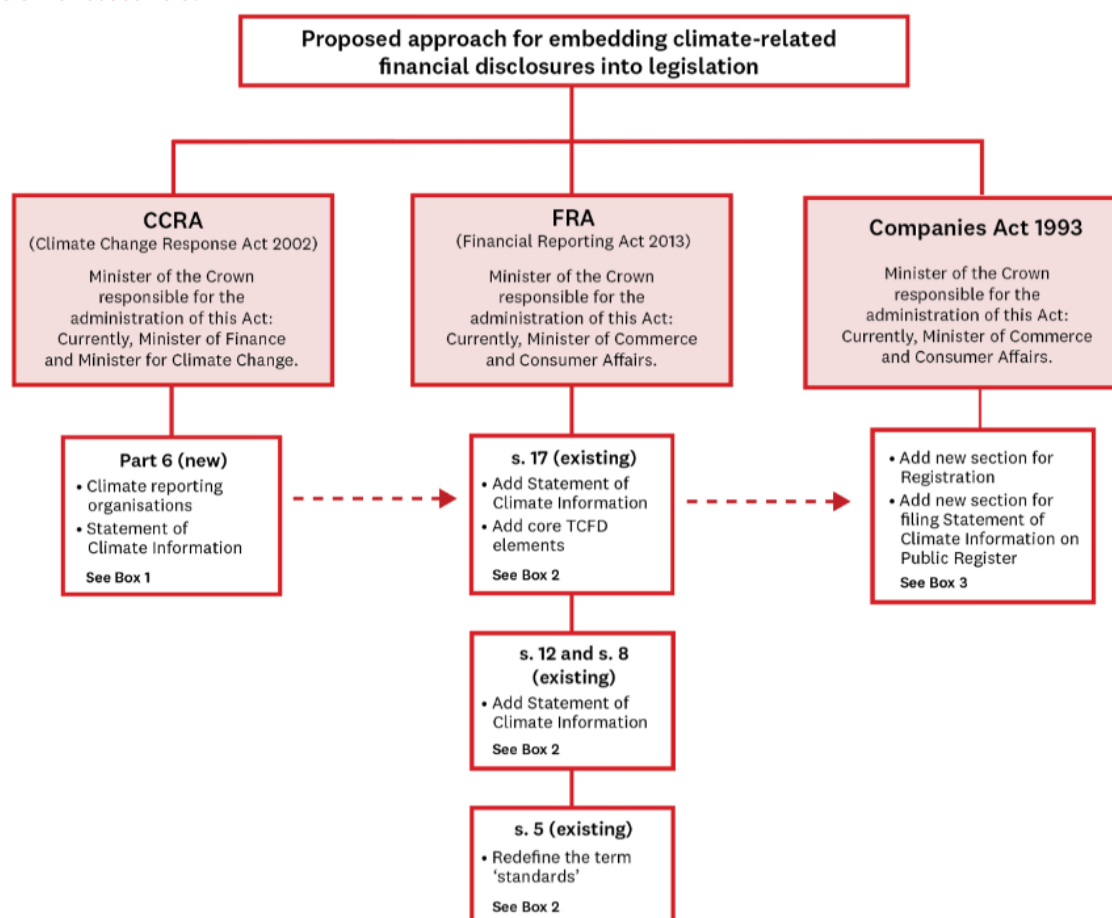 Proposed approach for embedding climate-related
financial disclosures into legislation
CCRA
(Climate Change Response Act 2002)
Minister of the Crown
responsible for the
administration of this Act:
Currently, Minister of Finance
and Minister for Climate Change.
FRA
(Financial Reporting Act 2013)
Minister of the Crown
responsible for the
administration of this Act:
Currently, Minister of Commerce
and Consumer Affairs.
Companies Act 1993
Minister of the Crown
responsible for the
administration of this Act:
Currently, Minister of Commerce
and Consumer Affairs.
Part 6 (new)
• Climate reporting
organisations
• Statement of
Climate Information
See Box 1
s. 17 (existing)
• Add Statement of
Climate Information
• Add core TCFD
elements
See Box 2
• Add new section for
Registration
• Add new section for
filing Statement of
Climate Information on
Public Register
See Box 3
s. 12 and s. 8
(existing)
• Add Statement of
Climate Information
See Box 2
s. 5 (existing)
• Redefine the term
‘standards’
See Box 2